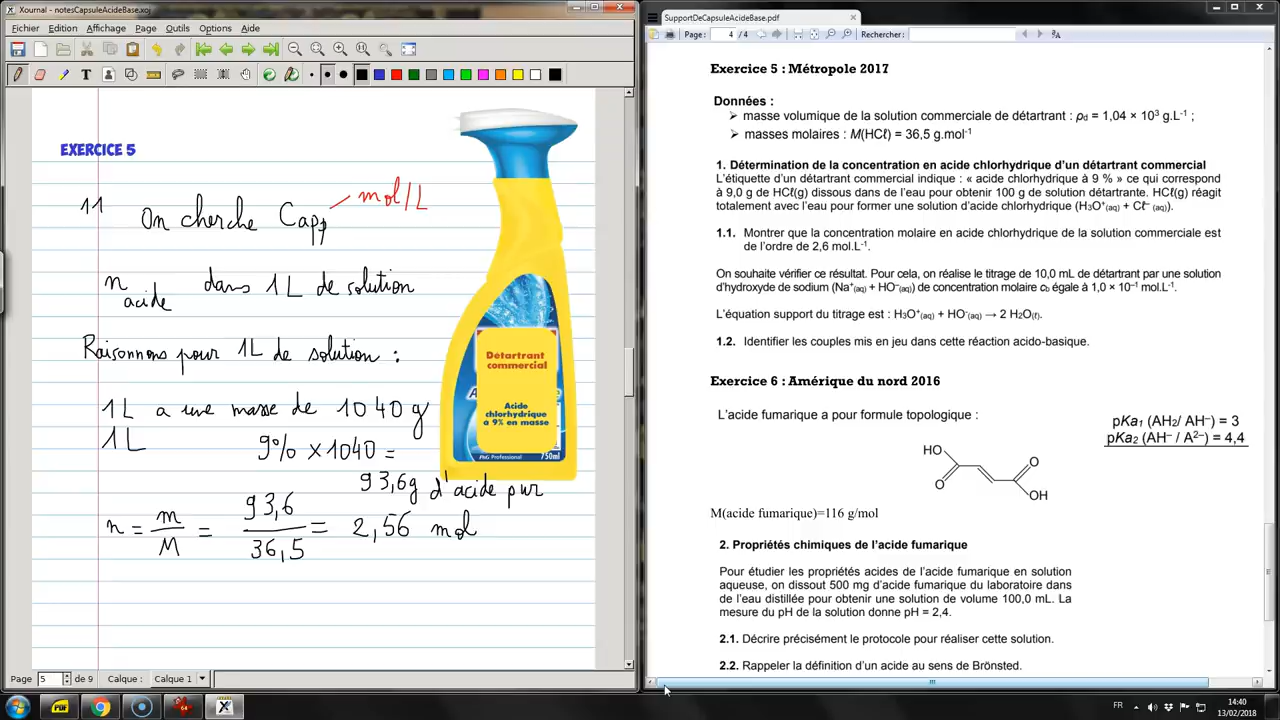 Xournal - notesCapsuleAcideBase.xoj
Fichier Edition Affichage Page Outils Options Aide
EXERCICE 5
11 On cherche Capp mol/L
n acide dans 1L de solution
Raisonnons pour 1L de solution :
1L a une masse de 1040 g
1L 9% × 1040 =
93,6g d'acide pur
n = m/M = 93,6/36,5 = 2,56 mol
Détartrant
commercial
Acide
chlorhydrique
à 9% en masse
P&G Professional 750ml
Page 5 de 9 Calque : Calque 1
SupportDeCapsuleAcideBase.pdf
Page: 4 / 4 Rechercher:
Exercice 5 : Métropole 2017
Données :
➢ masse volumique de la solution commerciale de détartrant : ρd = 1,04 × 10³ g.L⁻¹ ;
➢ masses molaires : M(HCℓ) = 36,5 g.mol⁻¹
1. Détermination de la concentration en acide chlorhydrique d'un détartrant commercial
L'étiquette d'un détartrant commercial indique : « acide chlorhydrique à 9 % » ce qui correspond
à 9,0 g de HCℓ(g) dissous dans de l'eau pour obtenir 100 g de solution détartrante. HCℓ(g) réagit
totalement avec l'eau pour former une solution d'acide chlorhydrique (H₃O⁺(aq) + Cℓ⁻ (aq)).
1.1. Montrer que la concentration molaire en acide chlorhydrique de la solution commerciale est
de l'ordre de 2,6 mol.L⁻¹.
On souhaite vérifier ce résultat. Pour cela, on réalise le titrage de 10,0 mL de détartrant par une solution
d'hydroxyde de sodium (Na⁺(aq) + HO⁻(aq)) de concentration molaire cb égale à 1,0 × 10⁻¹ mol.L⁻¹.
L'équation support du titrage est : H₃O⁺(aq) + HO⁻(aq) → 2 H₂O(ℓ).
1.2. Identifier les couples mis en jeu dans cette réaction acido-basique.
Exercice 6 : Amérique du nord 2016
L'acide fumarique a pour formule topologique :
pKa₁ (AH₂/ AH⁻) = 3
pKa₂ (AH⁻ / A²⁻) = 4,4
HO O
O OH
M(acide fumarique)=116 g/mol
2. Propriétés chimiques de l'acide fumarique
Pour étudier les propriétés acides de l'acide fumarique en solution
aqueuse, on dissout 500 mg d'acide fumarique du laboratoire dans
de l'eau distillée pour obtenir une solution de volume 100,0 mL. La
mesure du pH de la solution donne pH = 2,4.
2.1. Décrire précisément le protocole pour réaliser cette solution.
2.2. Rappeler la définition d'un acide au sens de Brönsted.
PDF
FR 14:40
13/02/2018